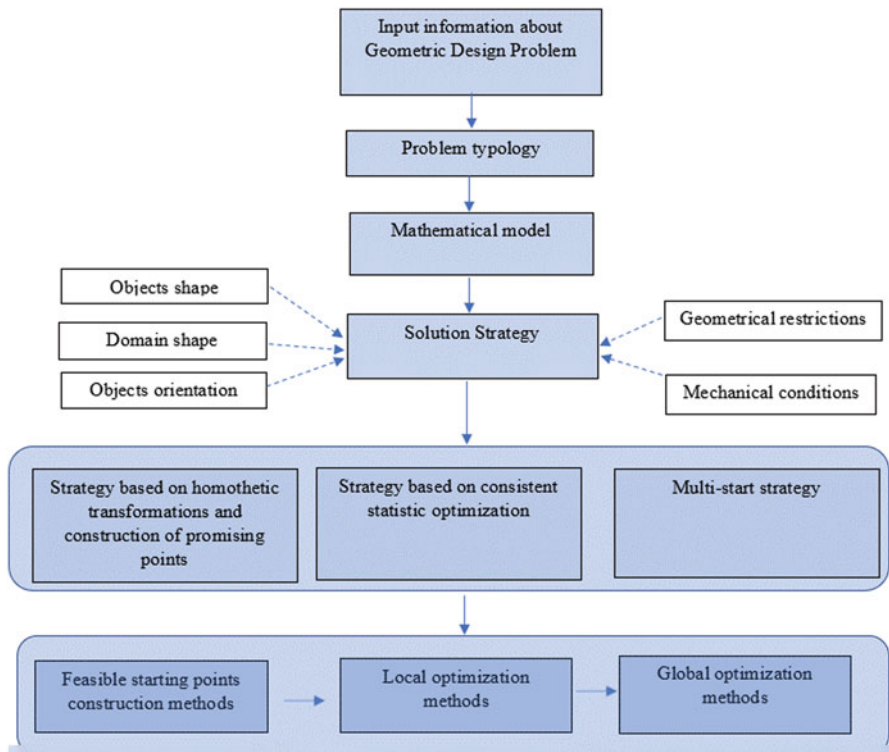 Input information about
Geometric Design Problem
Problem typology
Mathematical model
Objects shape
Domain shape
Objects orientation
Solution Strategy
Geometrical restrictions
Mechanical conditions
Strategy based on homothetic
transformations and
construction of promising
points
Strategy based on consistent
statistic optimization
Multi-start strategy
Feasible starting points
construction methods
Local optimization
methods
Global optimization
methods